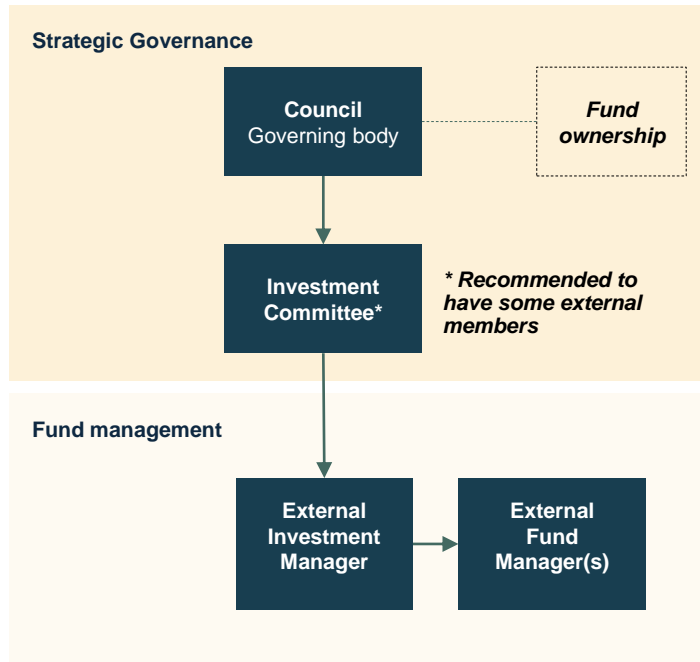 Strategic Governance
Council
Governing body
Fund
ownership
Investment
Committee*
* Recommended to
have some external
members
Fund management
External
Investment
Manager
External
Fund
Manager(s)